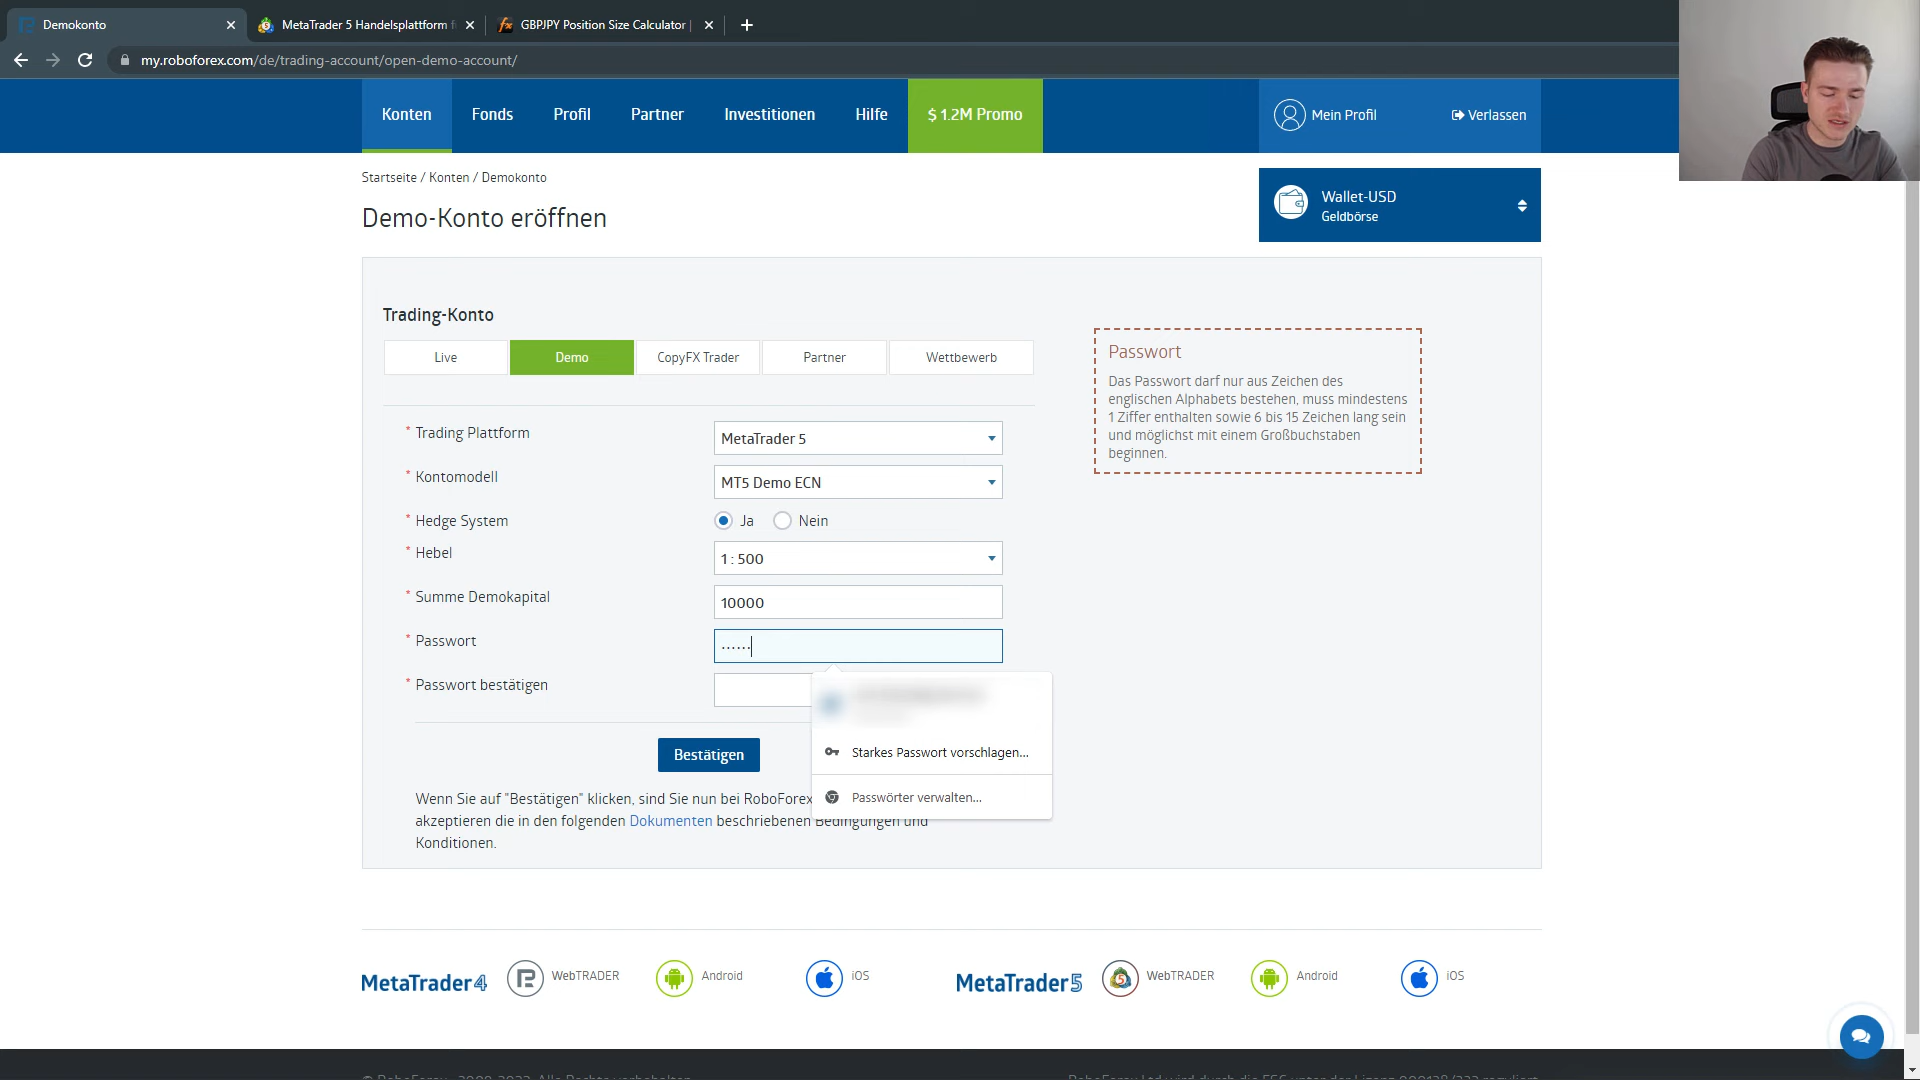 Demokonto
MetaTrader 5 Handelsplattform f
GBPJPY Position Size Calculator |
my.roboforex.com/de/trading-account/open-demo-account/
Konten
Fonds
Profil
Partner
Investitionen
Hilfe
$ 1.2M Promo
Mein Profil
Verlassen
Startseite / Konten / Demokonto
Demo-Konto eröffnen
Wallet-USD
Geldbörse
Trading-Konto
Live
Demo
CopyFX Trader
Partner
Wettbewerb
Passwort
Das Passwort darf nur aus Zeichen des
englischen Alphabets bestehen, muss mindestens
1 Ziffer enthalten sowie 6 bis 15 Zeichen lang sein
und möglichst mit einem Großbuchstaben
beginnen.
* Trading Plattform
MetaTrader 5
* Kontomodell
MT5 Demo ECN
* Hedge System
Ja
Nein
* Hebel
1 : 500
* Summe Demokapital
10000
* Passwort
······
* Passwort bestätigen
Starkes Passwort vorschlagen...
Passwörter verwalten...
Bestätigen
Wenn Sie auf "Bestätigen" klicken, sind Sie nun bei RoboForex
akzeptieren die in den folgenden Dokumenten beschriebenen Bedingungen und
Konditionen.
MetaTrader4
WebTRADER
Android
iOS
MetaTrader5
WebTRADER
Android
iOS